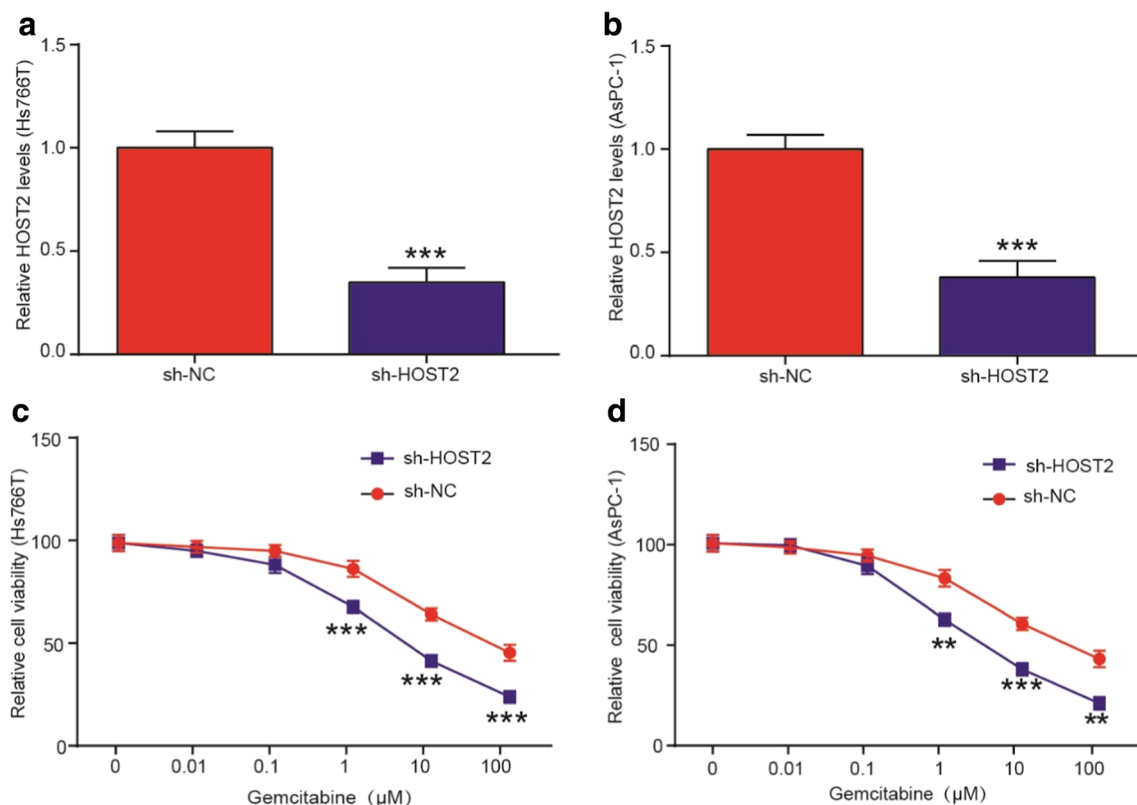 a
Relative HOST2 levels (Hs766T)
1.5
1.0
0.5
0.0
***
sh-NC
sh-HOST2
b
Relative HOST2 levels (AsPC-1)
1.5
1.0
0.5
0.0
***
sh-NC
sh-HOST2
c
Relative cell viability (Hs766T)
150
100
50
0
sh-HOST2
sh-NC
***
***
***
0 0.01 0.1 1 10 100
Gemcitabine (μM)
d
Relative cell viability (AsPC-1)
150
100
50
0
sh-HOST2
sh-NC
**
***
**
0 0.01 0.1 1 10 100
Gemcitabine (μM)